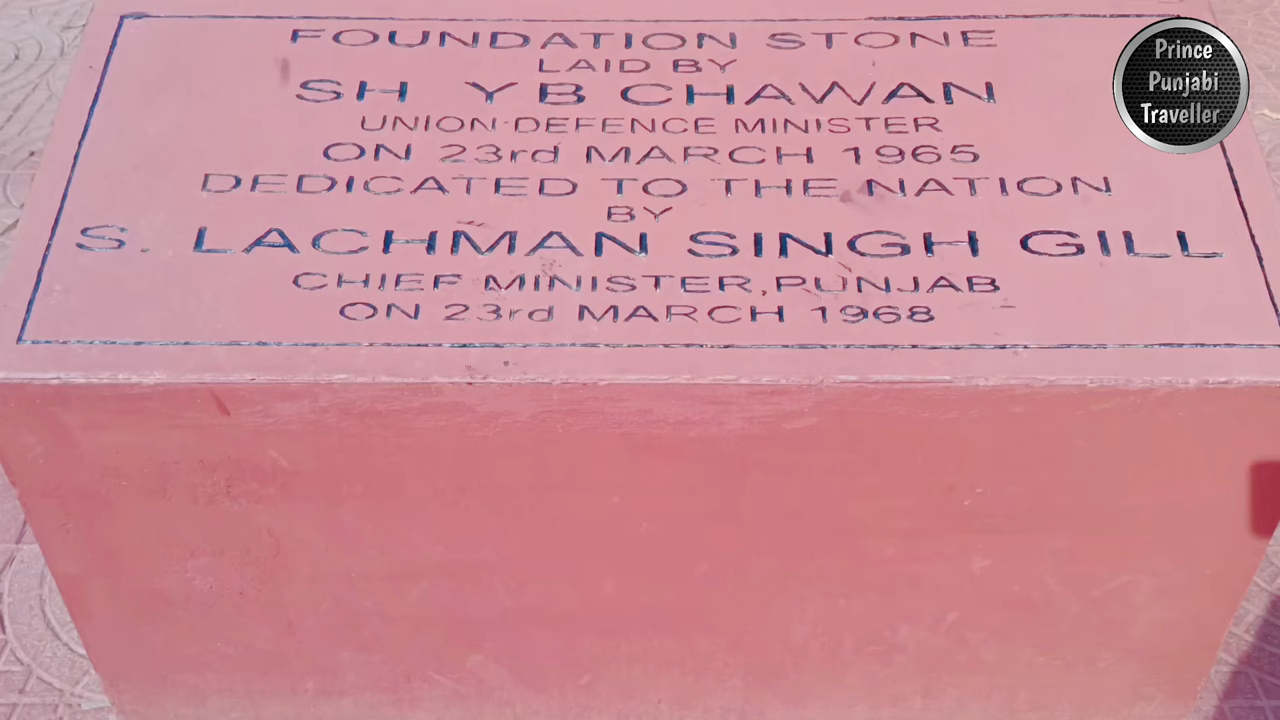 FOUNDATION STONE
LAID BY
SH YB CHAWAN
UNION DEFENCE MINISTER
ON 23rd MARCH 1965
DEDICATED TO THE NATION
BY
S. LACHMAN SINGH GILL
CHIEF MINISTER, PUNJAB
ON 23rd MARCH 1968
Prince
Punjabi
Traveller